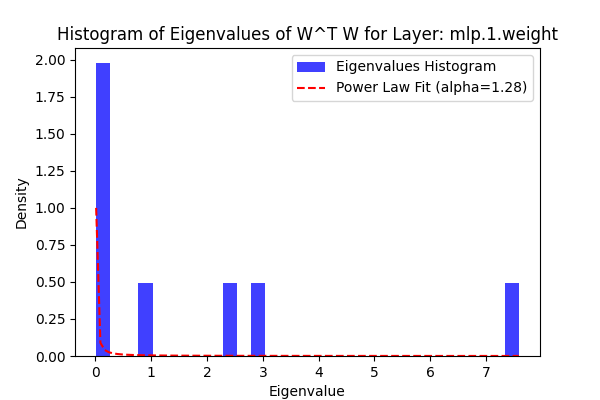 Histogram of Eigenvalues of W^T W for Layer: mlp.1.weight
Eigenvalues Histogram
Power Law Fit (alpha=1.28)
2.00
1.75
1.50
1.25
1.00
0.75
0.50
0.25
0.00
Density
0 1 2 3 4 5 6 7
Eigenvalue